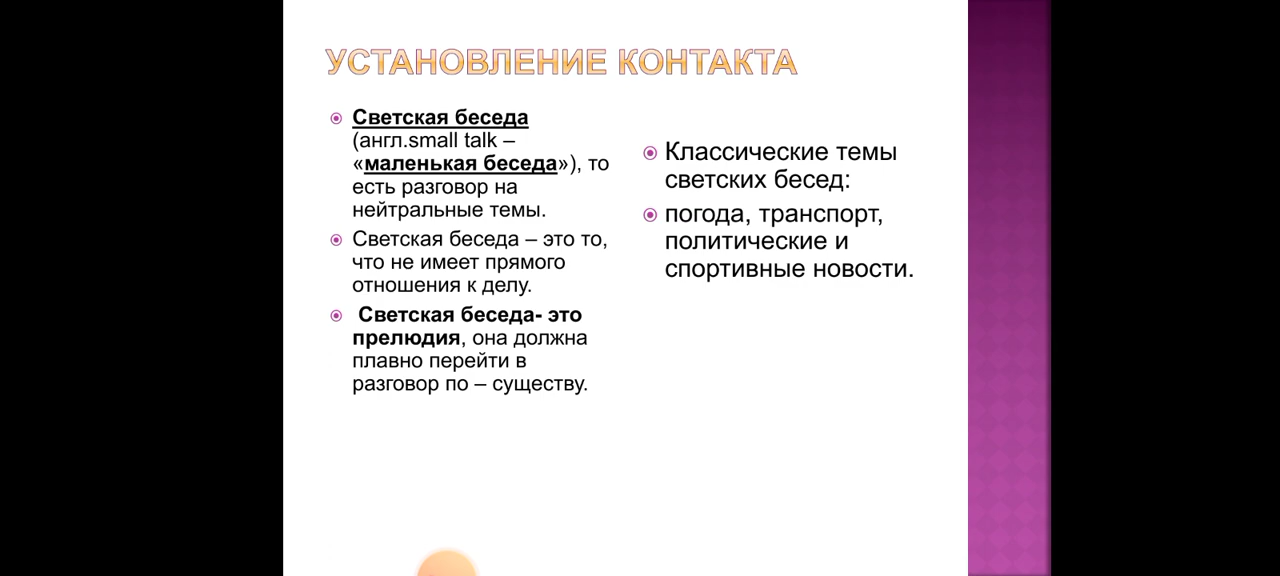 УСТАНОВЛЕНИЕ КОНТАКТА
Светская беседа
(англ.small talk –
«маленькая беседа»), то
есть разговор на
нейтральные темы.
Светская беседа – это то,
что не имеет прямого
отношения к делу.
Светская беседа- это
прелюдия, она должна
плавно перейти в
разговор по – существу.
Классические темы
светских бесед:
погода, транспорт,
политические и
спортивные новости.